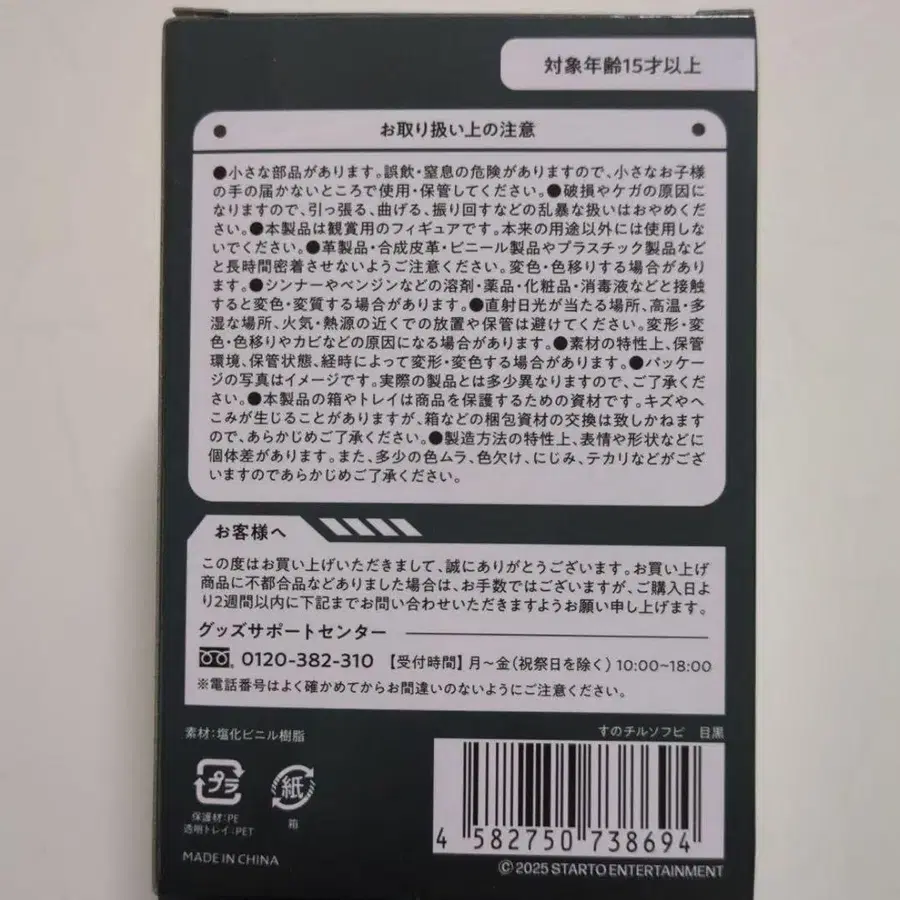 対象年齢15才以上
お取り扱い上の注意
●小さな部品があります。誤飲・窒息の危険がありますので、小さなお子様
の手の届かないところで使用・保管してください。●破損やケガの原因に
なりますので、引っ張る、曲げる、振り回すなどの乱暴な扱いはおやめくだ
さい。●本製品は観賞用のフィギュアです。本来の用途以外には使用しな
いでください。●革製品・合成皮革・ビニール製品やプラスチック製品など
と長時間密着させないようご注意ください。変色・色移りする場合があり
ます。●シンナーやベンジンなどの溶剤・薬品・化粧品・消毒液などと接触
すると変色・変質する場合があります。●直射日光が当たる場所、高温・多
湿な場所、火気・熱源の近くでの放置や保管は避けてください。変形・変
色・色移りやカビなどの原因になる場合があります。●素材の特性上、保管
環境、保管状態、経時によって変形・変色する場合があります。●パッケー
ジの写真はイメージです。実際の製品とは多少異なりますので、ご了承くだ
さい。●本製品の箱やトレイは商品を保護するための資材です。キズやへ
こみが生じることがありますが、箱などの梱包資材の交換は致しかねます
ので、あらかじめご了承ください。●製造方法の特性上、表情や形状などに
個体差があります。また、多少の色ムラ、色欠け、にじみ、テカリなどがござ
いますのであらかじめご了承ください。
お客様へ
この度はお買い上げいただきまして、誠にありがとうございます。お買い上げ
商品に不都合品などありました場合は、お手数ではございますが、ご購入日よ
り2週間以内に下記までお問い合わせいただきますようお願い申し上げます。
グッズサポートセンター
0120-382-310 【受付時間】月～金(祝祭日を除く) 10:00~18:00
※電話番号はよく確かめてからお間違いのないようにご注意ください。
素材:塩化ビニル樹脂
すのチルソフビ 目黒
プラ
紙
保護材:PE
透明トレイ:PET
箱
4 582750 738694
MADE IN CHINA
©2025 STARTO ENTERTAINMENT